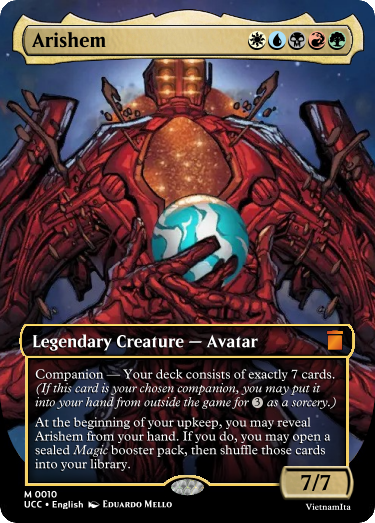 Arishem
Legendary Creature — Avatar
Companion — Your deck consists of exactly 7 cards.
(If this card is your chosen companion, you may put it
into your hand from outside the game for 3 as a sorcery.)
At the beginning of your upkeep, you may reveal
Arishem from your hand. If you do, you may open a
sealed Magic booster pack, then shuffle those cards
into your library.
7/7
M 0010
UCC • English Eduardo Mello
VietnamIta